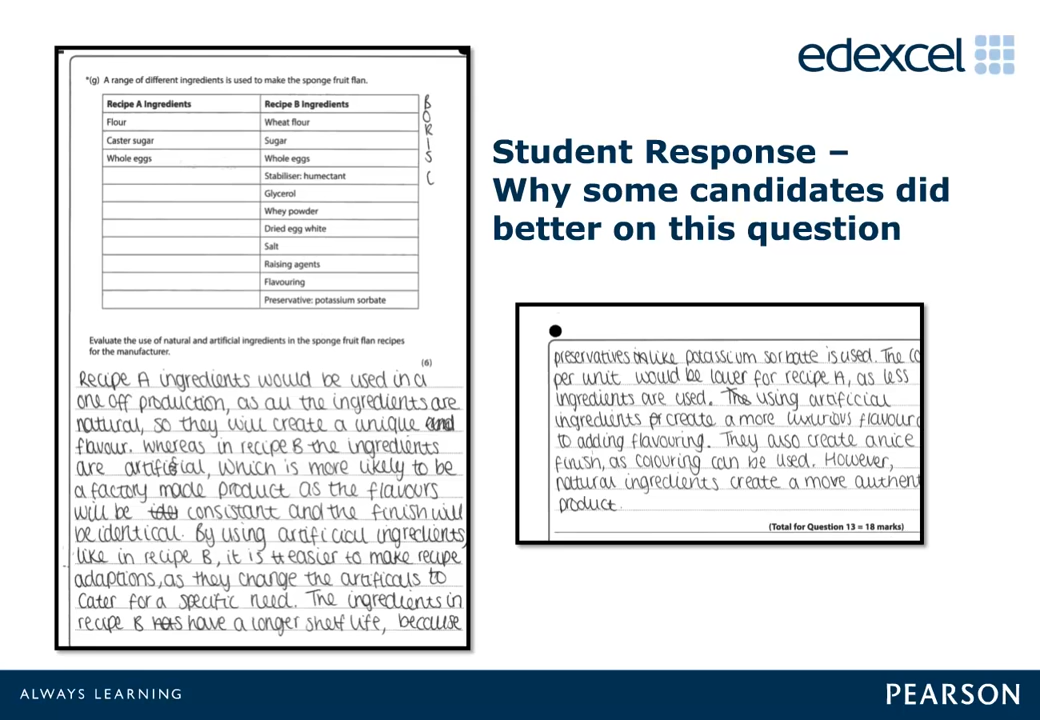 edexcel
Student Response –
Why some candidates did
better on this question
*(g) A range of different ingredients is used to make the sponge fruit flan.
Recipe A Ingredients Recipe B Ingredients
Flour Wheat flour
Caster sugar Sugar
Whole eggs Whole eggs
Stabiliser: humectant
Glycerol
Whey powder
Dried egg white
Salt
Raising agents
Flavouring
Preservative: potassium sorbate
B
O
R
I
S
C
Evaluate the use of natural and artificial ingredients in the sponge fruit flan recipes
for the manufacturer.
(6)
Recipe A ingredients would be used in a
one off production, as all the ingredients are
natural, so they will create a unique
flavour. whereas in recipe B the ingredients
are artificial, which is more likely to be
a factory made product as the flavours
will be consistant and the finish will
be identical. By using artificial ingredients,
like in recipe B, it is easier to make recipe
adaptions, as they change the artificals to
cater for a specific need. The ingredients in
recipe B have a longer shelf life, because
preservatives like potasscium sorbate is used. The co
per unit would be lower for recipe A, as less
ingredients are used. The using artificial
ingredients create a more luxurious flavour
to adding flavouring. They also create a nice
finish, as colouring can be used. However,
natural ingredients create a more authen
product.
(Total for Question 13 = 18 marks)
ALWAYS LEARNING
PEARSON